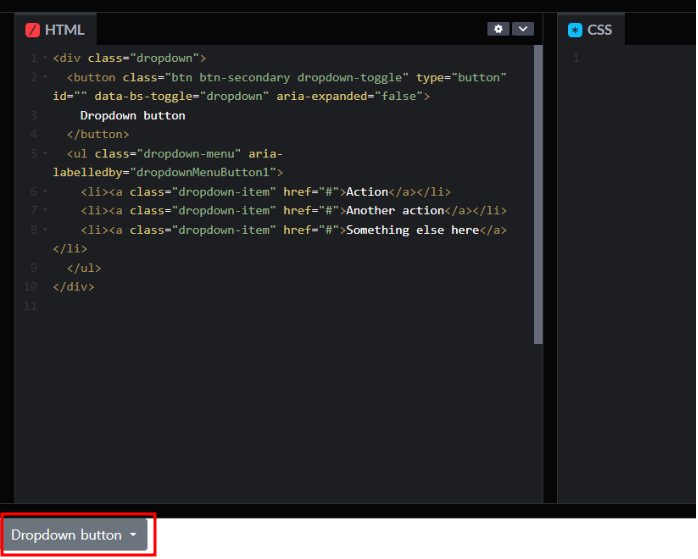 HTML
CSS
1 <div class="dropdown">
2 <button class="btn btn-secondary dropdown-toggle" type="button"
id="" data-bs-toggle="dropdown" aria-expanded="false">
3 Dropdown button
4 </button>
5 <ul class="dropdown-menu" aria-
labelledby="dropdownMenuButton1">
6 <li><a class="dropdown-item" href="#">Action</a></li>
7 <li><a class="dropdown-item" href="#">Another action</a></li>
8 <li><a class="dropdown-item" href="#">Something else here</a>
</li>
9 </ul>
10 </div>
11
1
Dropdown button